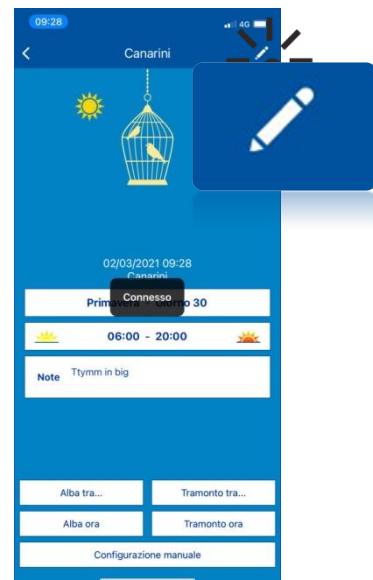 09:28
4G
Canarini
02/03/2021 09:28
Canarini
Primavera - Giorno 30
Connesso
06:00 - 20:00
Note Ttymm in big
Alba tra...
Tramonto tra...
Alba ora
Tramonto ora
Configurazione manuale